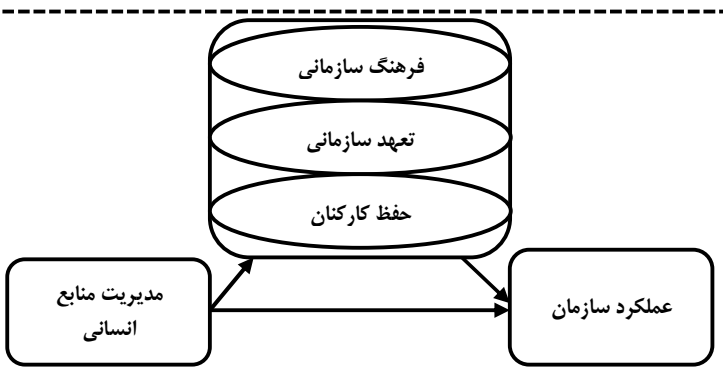 فرهنگ سازمانی
تعهد سازمانی
حفظ کارکنان
مدیریت منابع
انسانی
عملکرد سازمان